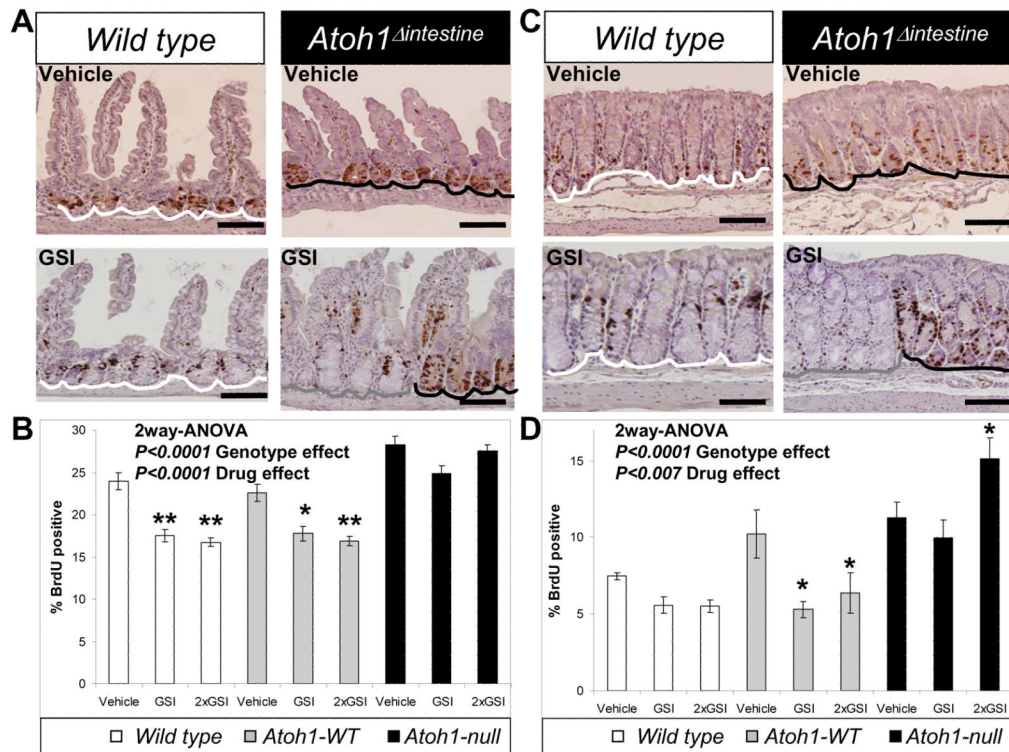 A
Wild type
Atoh1Δintestine
Vehicle
Vehicle
GSI
GSI
C
Wild type
Atoh1Δintestine
Vehicle
Vehicle
GSI
GSI
B
2way-ANOVA
P<0.0001 Genotype effect
P<0.0001 Drug effect
% BrdU positive
30
25
20
15
10
5
0
** ** * **
Vehicle GSI 2xGSI Vehicle GSI 2xGSI Vehicle GSI 2xGSI
Wild type Atoh1-WT Atoh1-null
D
2way-ANOVA
P<0.0001 Genotype effect
P<0.007 Drug effect
% BrdU positive
15
10
5
0
* * *
Vehicle GSI 2xGSI Vehicle GSI 2xGSI Vehicle GSI 2xGSI
Wild type Atoh1-WT Atoh1-null